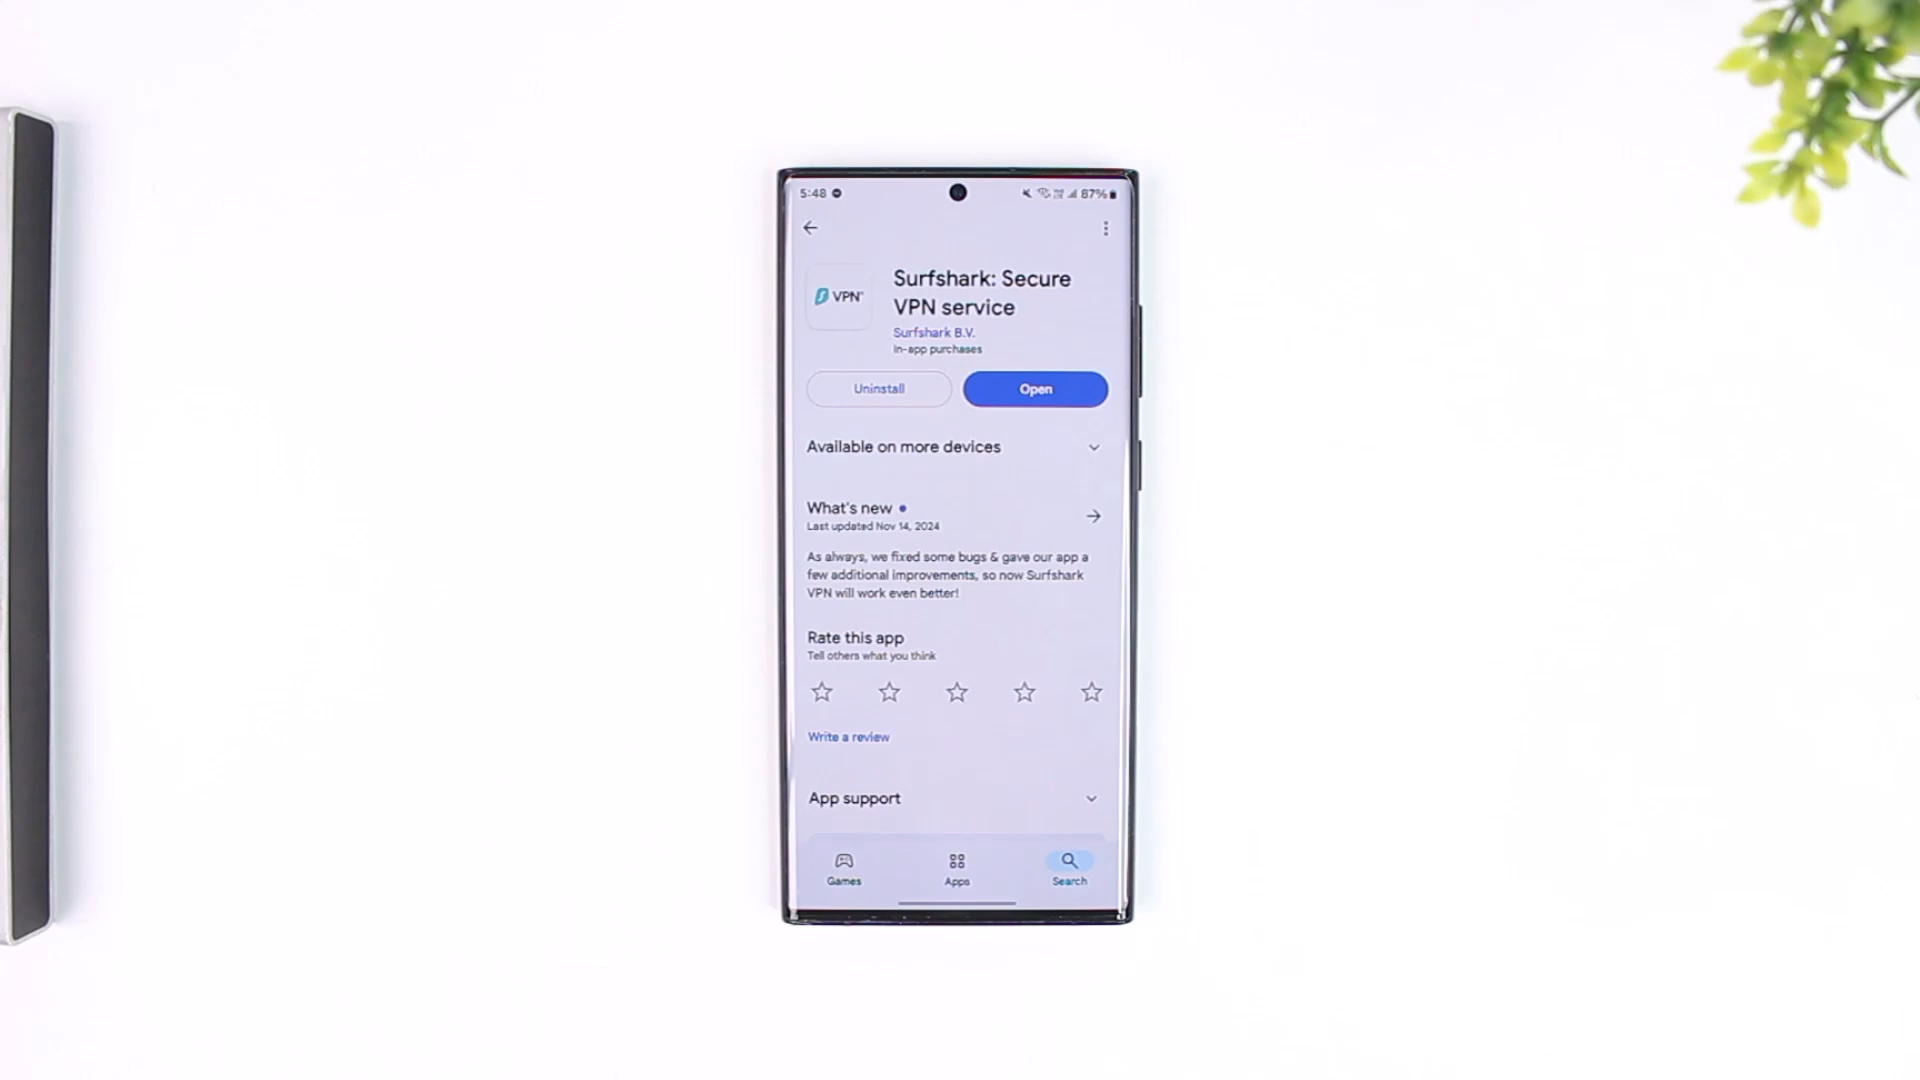 5:48
87%
VPN
Surfshark: Secure
VPN service
Surfshark B.V.
In-app purchases
Uninstall
Open
Available on more devices
What's new
Last updated Nov 14, 2024
As always, we fixed some bugs & gave our app a
few additional improvements, so now Surfshark
VPN will work even better!
Rate this app
Tell others what you think
Write a review
App support
Games
Apps
Search